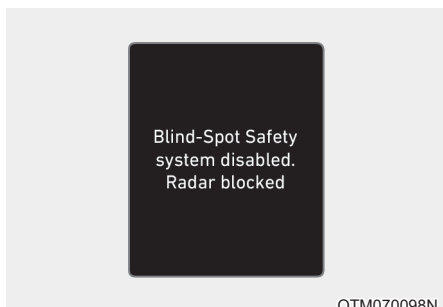 Blind-Spot Safety
system disabled.
Radar blocked
OTM070098N